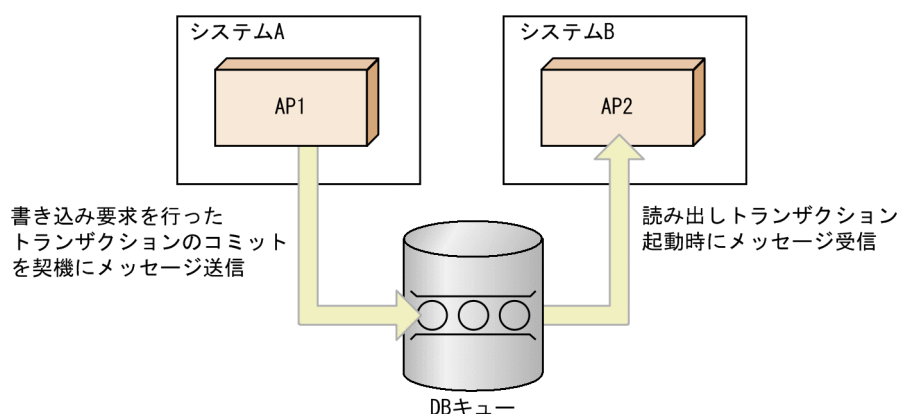 システムA
システムB
AP1
AP2
書き込み要求を行った
トランザクションのコミット
を契機にメッセージ送信
読み出しトランザクション
起動時にメッセージ受信
DBキュー